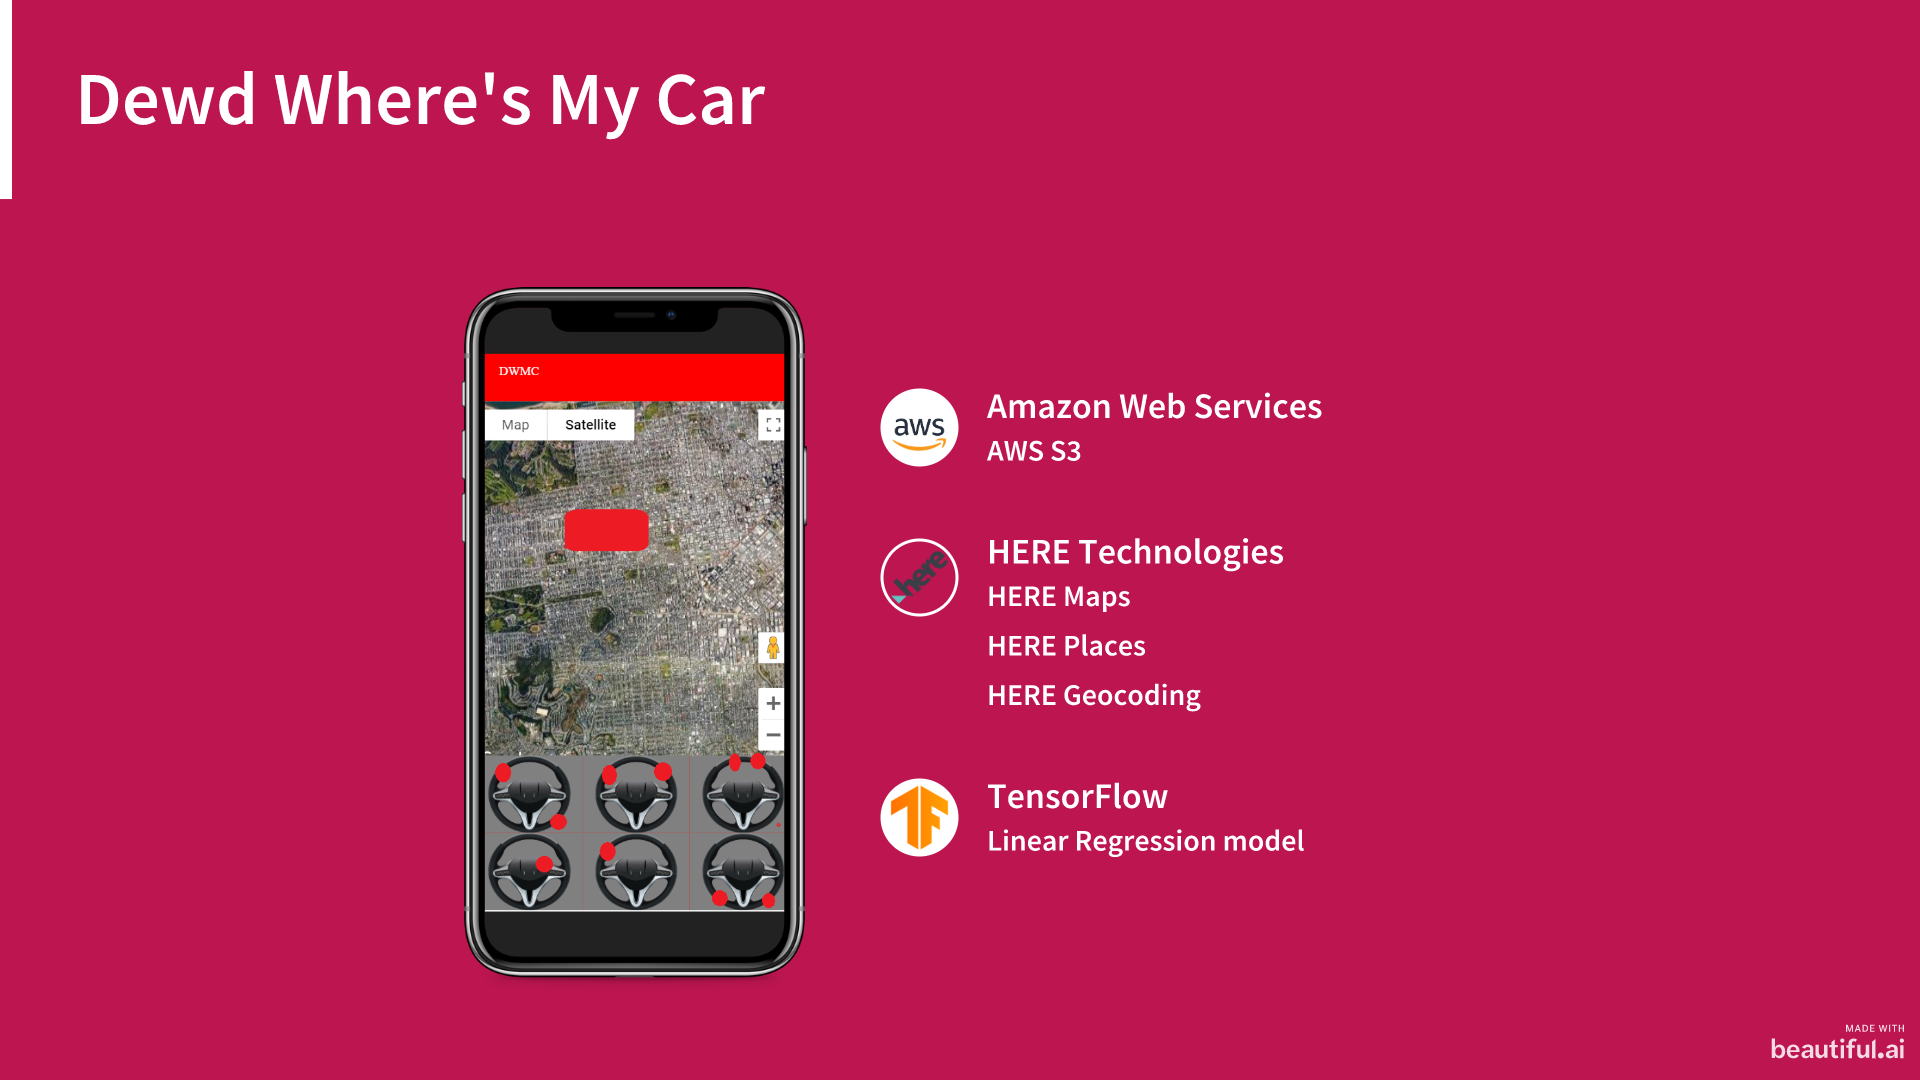 Dewd Where's My Car
DWMC
Map
Satellite
aws
Amazon Web Services
AWS S3
here
HERE Technologies
HERE Maps
HERE Places
HERE Geocoding
TensorFlow
Linear Regression model
MADE WITH
beautiful.ai